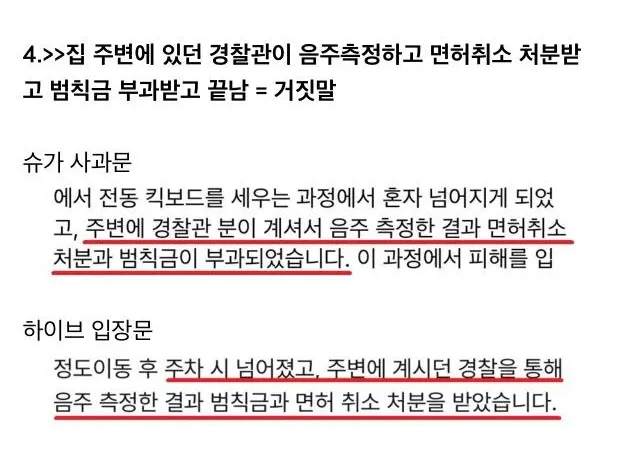 4.>>집 주변에 있던 경찰관이 음주측정하고 면허취소 처분받
고 범칙금 부과받고 끝남 = 거짓말
슈가 사과문
에서 전동 킥보드를 세우는 과정에서 혼자 넘어지게 되었
고, 주변에 경찰관 분이 계셔서 음주 측정한 결과 면허취소
처분과 범칙금이 부과되었습니다. 이 과정에서 피해를 입
하이브 입장문
정도이동 후 주차 시 넘어졌고, 주변에 계시던 경찰을 통해
음주 측정한 결과 범칙금과 면허 취소 처분을 받았습니다.